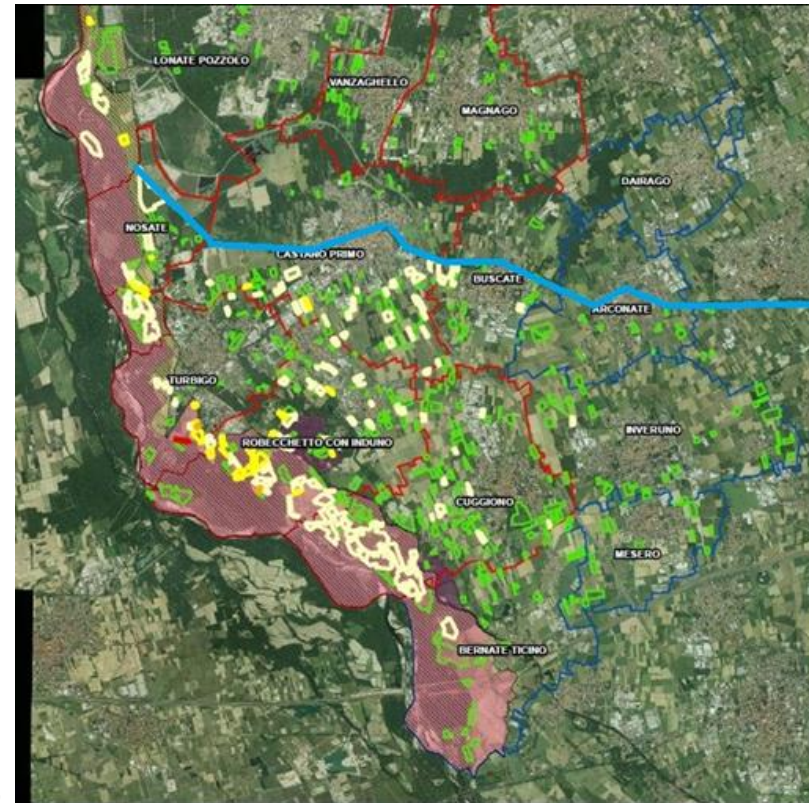 LONATE POZZOLO
VANZAGHELLO
MAGNAGO
DAIRAGO
NOSATE
CASTANO PRIMO
BUSCATE
ARCONATE
TURBIGO
ROBECCHETTO CON INDUNO
INVERUNO
CUGGIONO
MESERO
BERNATE TICINO